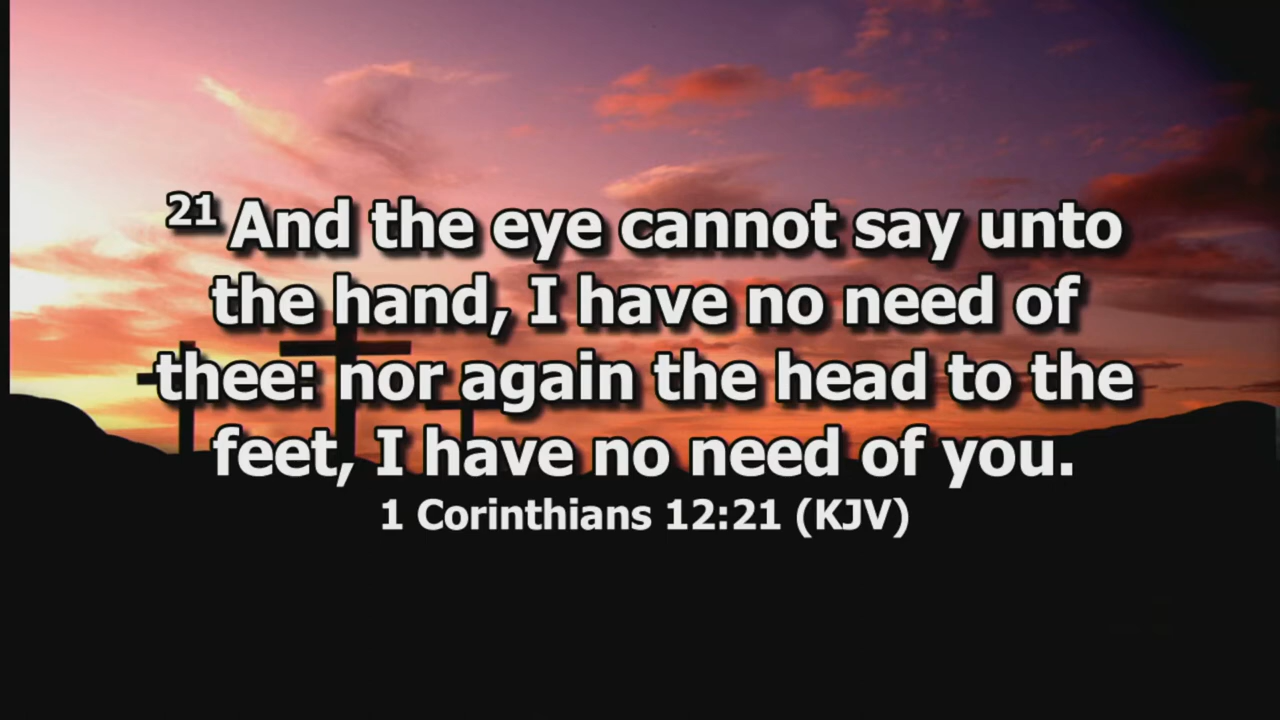 21 And the eye cannot say unto
the hand, I have no need of
thee: nor again the head to the
feet, I have no need of you.
1 Corinthians 12:21 (KJV)